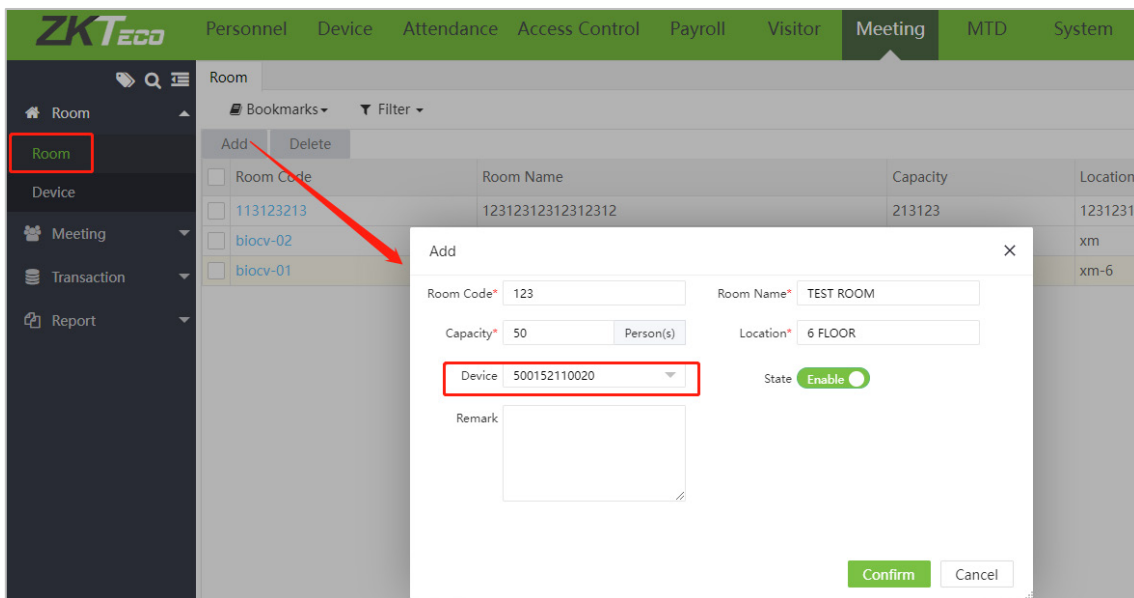 ZKTeco Personnel Device Attendance Access Control Payroll Visitor Meeting MTD System
Room
Bookmarks Filter
Room
Add Delete
Room
Room Code Room Name Capacity Location
Device
113123213 12312312312312312 213123 1231231
Meeting
biocv-02 xm
biocv-01 xm-6
Transaction
Report
Add
Room Code* 123 Room Name* TEST ROOM
Capacity* 50 Person(s) Location* 6 FLOOR
Device 500152110020 State Enable
Remark
Confirm Cancel